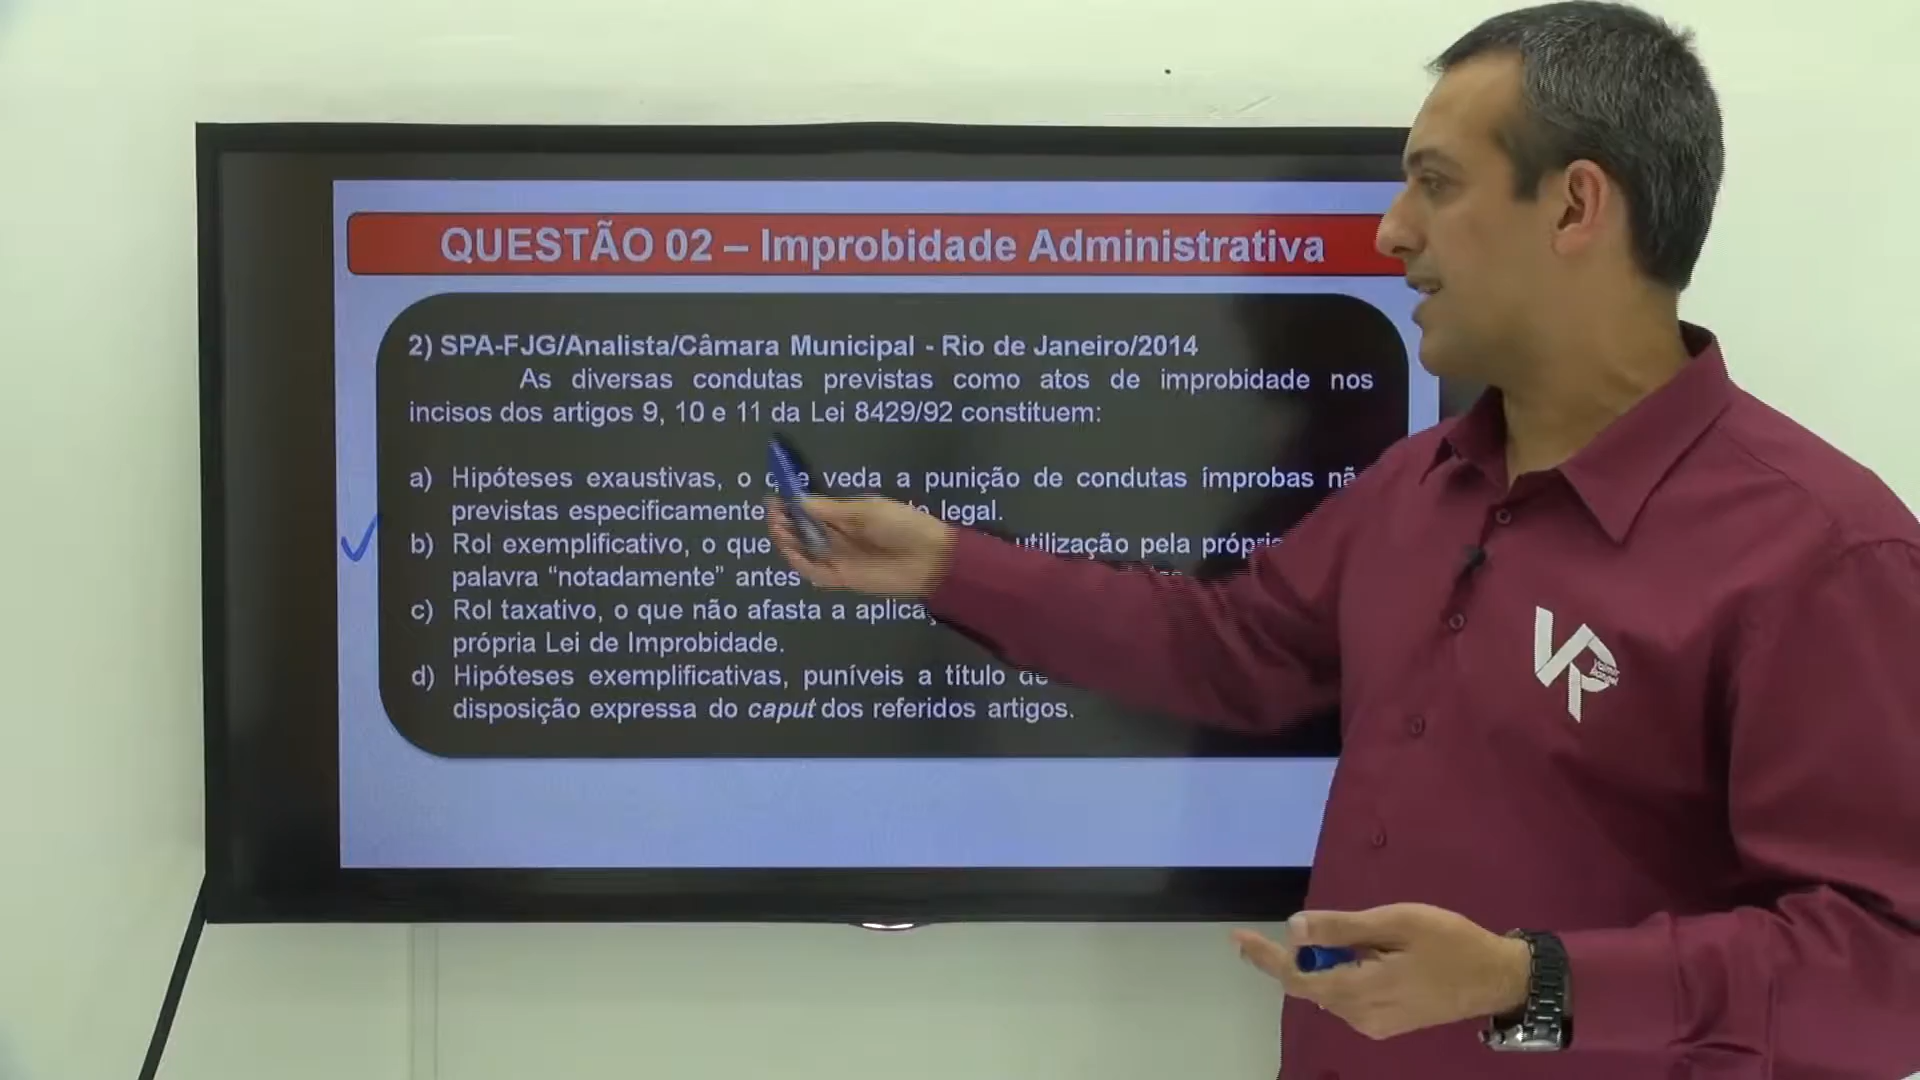 QUESTÃO 02 – Improbidade Administrativa
2) SPA-FJG/Analista/Câmara Municipal - Rio de Janeiro/2014
As diversas condutas previstas como atos de improbidade nos
incisos dos artigos 9, 10 e 11 da Lei 8429/92 constituem:
a) Hipóteses exaustivas, o que veda a punição de condutas ímprobas
previstas especificamente legal.
b) Rol exemplificativo, o que utilização pela
palavra “notadamente” antes
c) Rol taxativo, o que não afasta a
própria Lei de Improbidade.
d) Hipóteses exemplificativas, puníveis a título
disposição expressa do caput dos referidos artigos.
VR